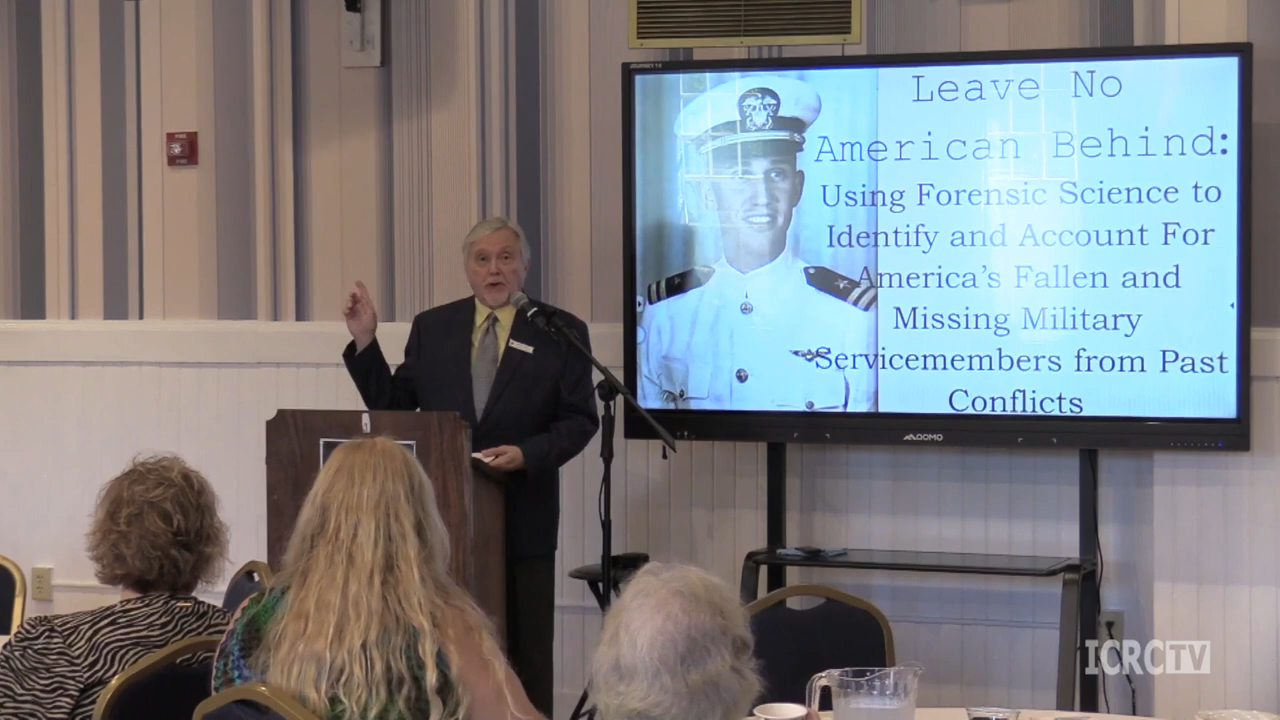 Leave No
American Behind:
Using Forensic Science to
Identify and Account For
America's Fallen and
Missing Military
Servicemembers from Past
Conflicts
ICRCTV